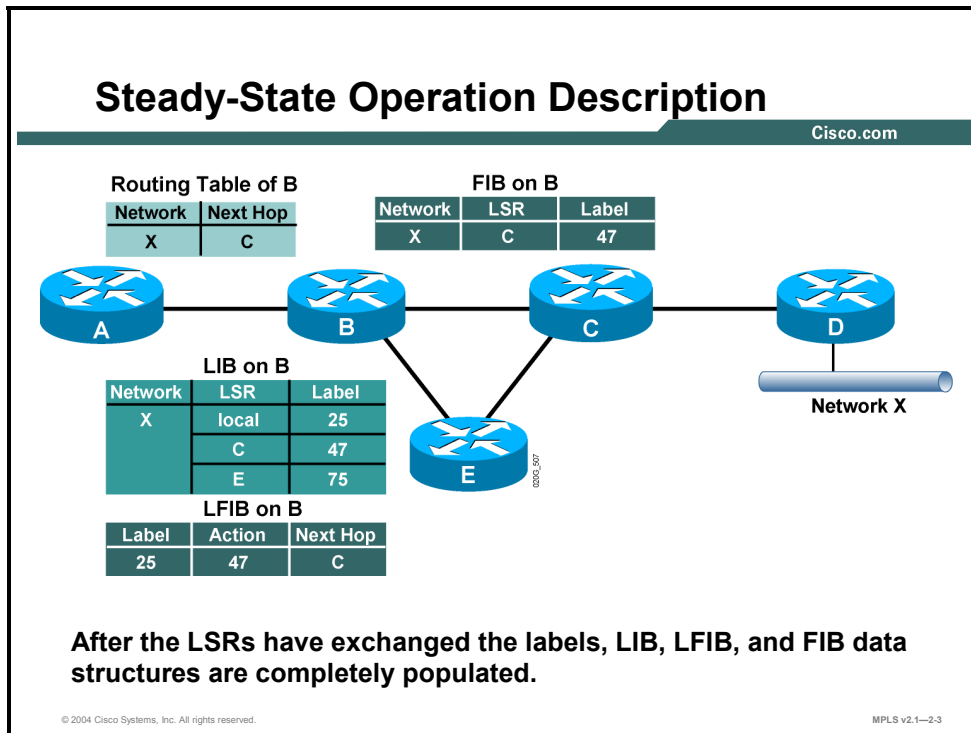 Steady-State Operation Description
Cisco.com
Routing Table of B
Network Next Hop
X C
FIB on B
Network LSR Label
X C 47
A
B
C
D
Network X
LIB on B
Network LSR Label
X local 25
C 47
E 75
E
020G_507
LFIB on B
Label Action Next Hop
25 47 C
After the LSRs have exchanged the labels, LIB, LFIB, and FIB data
structures are completely populated.
© 2004 Cisco Systems, Inc. All rights reserved.
MPLS v2.1—2-3